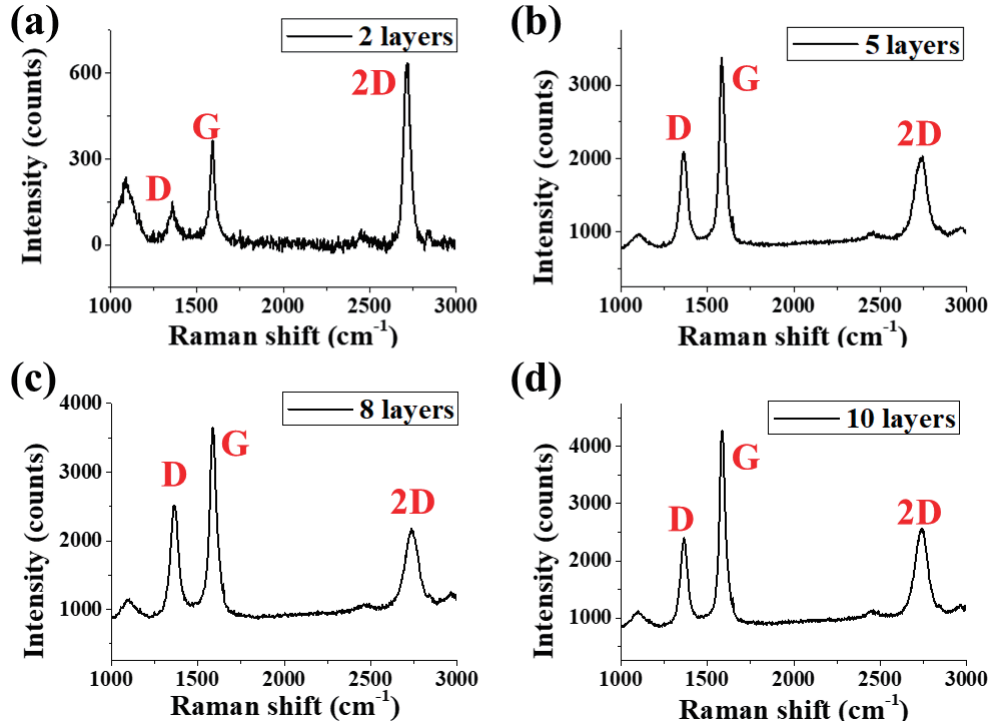 (a)
2 layers
600
300
0
D
G
2D
Intensity (counts)
1000 1500 2000 2500 3000
Raman shift (cm⁻¹)
(b)
5 layers
3000
2000
1000
D
G
2D
Intensity (counts)
1000 1500 2000 2500 3000
Raman shift (cm⁻¹)
(c)
8 layers
4000
3000
2000
1000
D
G
2D
Intensity (counts)
1000 1500 2000 2500 3000
Raman shift (cm⁻¹)
(d)
10 layers
4000
3000
2000
1000
D
G
2D
Intensity (counts)
1000 1500 2000 2500 3000
Raman shift (cm⁻¹)